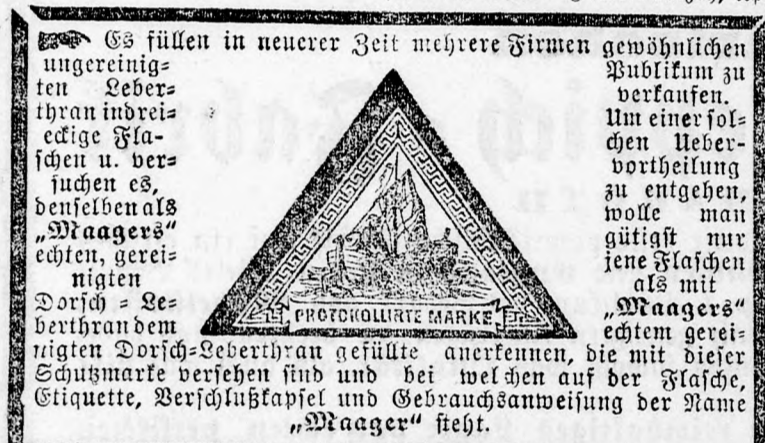 ☞ Es füllen in neuerer Zeit mehrere Firmen gewöhnlichen
ungereinig-
ten Leber-
thran in drei-
eckige Fla-
schen u. ver-
suchen es,
denselben als
„Maagers“
echten, gerei-
nigten
Dorsch-Le-
berthran dem
Publikum zu
verkaufen.
Um einer sol-
chen Ueber-
vortheilung
zu entgehen,
wolle man
gütigst nur
jene Flaschen
als mit
„Maagers“
echtem gerei-
PROTOKOLLIRTE MARKE
nigten Dorsch-Leberthran gefüllte anerkennen, die mit dieser
Schutzmarke versehen sind und bei welchen auf der Flasche,
Etiquette, Verschlußkapsel und Gebrauchsanweisung der Name
„Maager“ steht.